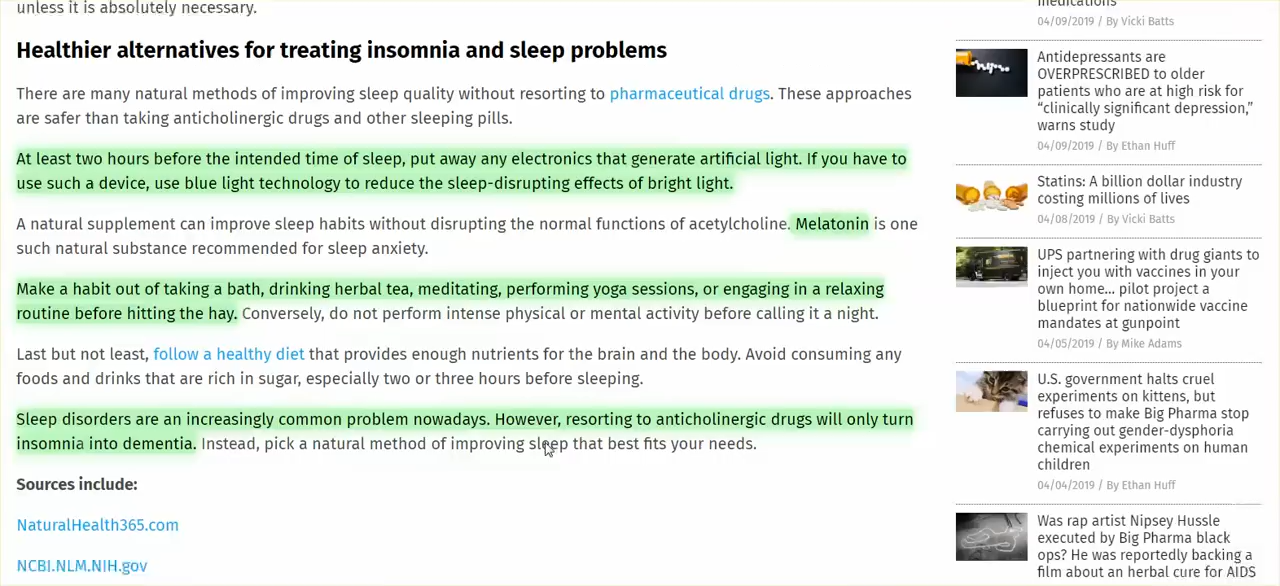 unless it is absolutely necessary.
Healthier alternatives for treating insomnia and sleep problems
There are many natural methods of improving sleep quality without resorting to pharmaceutical drugs. These approaches
are safer than taking anticholinergic drugs and other sleeping pills.
At least two hours before the intended time of sleep, put away any electronics that generate artificial light. If you have to
use such a device, use blue light technology to reduce the sleep-disrupting effects of bright light.
A natural supplement can improve sleep habits without disrupting the normal functions of acetylcholine. Melatonin is one
such natural substance recommended for sleep anxiety.
Make a habit out of taking a bath, drinking herbal tea, meditating, performing yoga sessions, or engaging in a relaxing
routine before hitting the hay. Conversely, do not perform intense physical or mental activity before calling it a night.
Last but not least, follow a healthy diet that provides enough nutrients for the brain and the body. Avoid consuming any
foods and drinks that are rich in sugar, especially two or three hours before sleeping.
Sleep disorders are an increasingly common problem nowadays. However, resorting to anticholinergic drugs will only turn
insomnia into dementia. Instead, pick a natural method of improving sleep that best fits your needs.
Sources include:
NaturalHealth365.com
NCBI.NLM.NIH.gov
medications
04/09/2019 / By Vicki Batts
Antidepressants are
OVERPRESCRIBED to older
patients who are at high risk for
“clinically significant depression,”
warns study
04/09/2019 / By Ethan Huff
Statins: A billion dollar industry
costing millions of lives
04/08/2019 / By Vicki Batts
UPS partnering with drug giants to
inject you with vaccines in your
own home… pilot project a
blueprint for nationwide vaccine
mandates at gunpoint
04/05/2019 / By Mike Adams
U.S. government halts cruel
experiments on kittens, but
refuses to make Big Pharma stop
carrying out gender-dysphoria
chemical experiments on human
children
04/04/2019 / By Ethan Huff
Was rap artist Nipsey Hussle
executed by Big Pharma black
ops? He was reportedly backing a
film about an herbal cure for AIDS